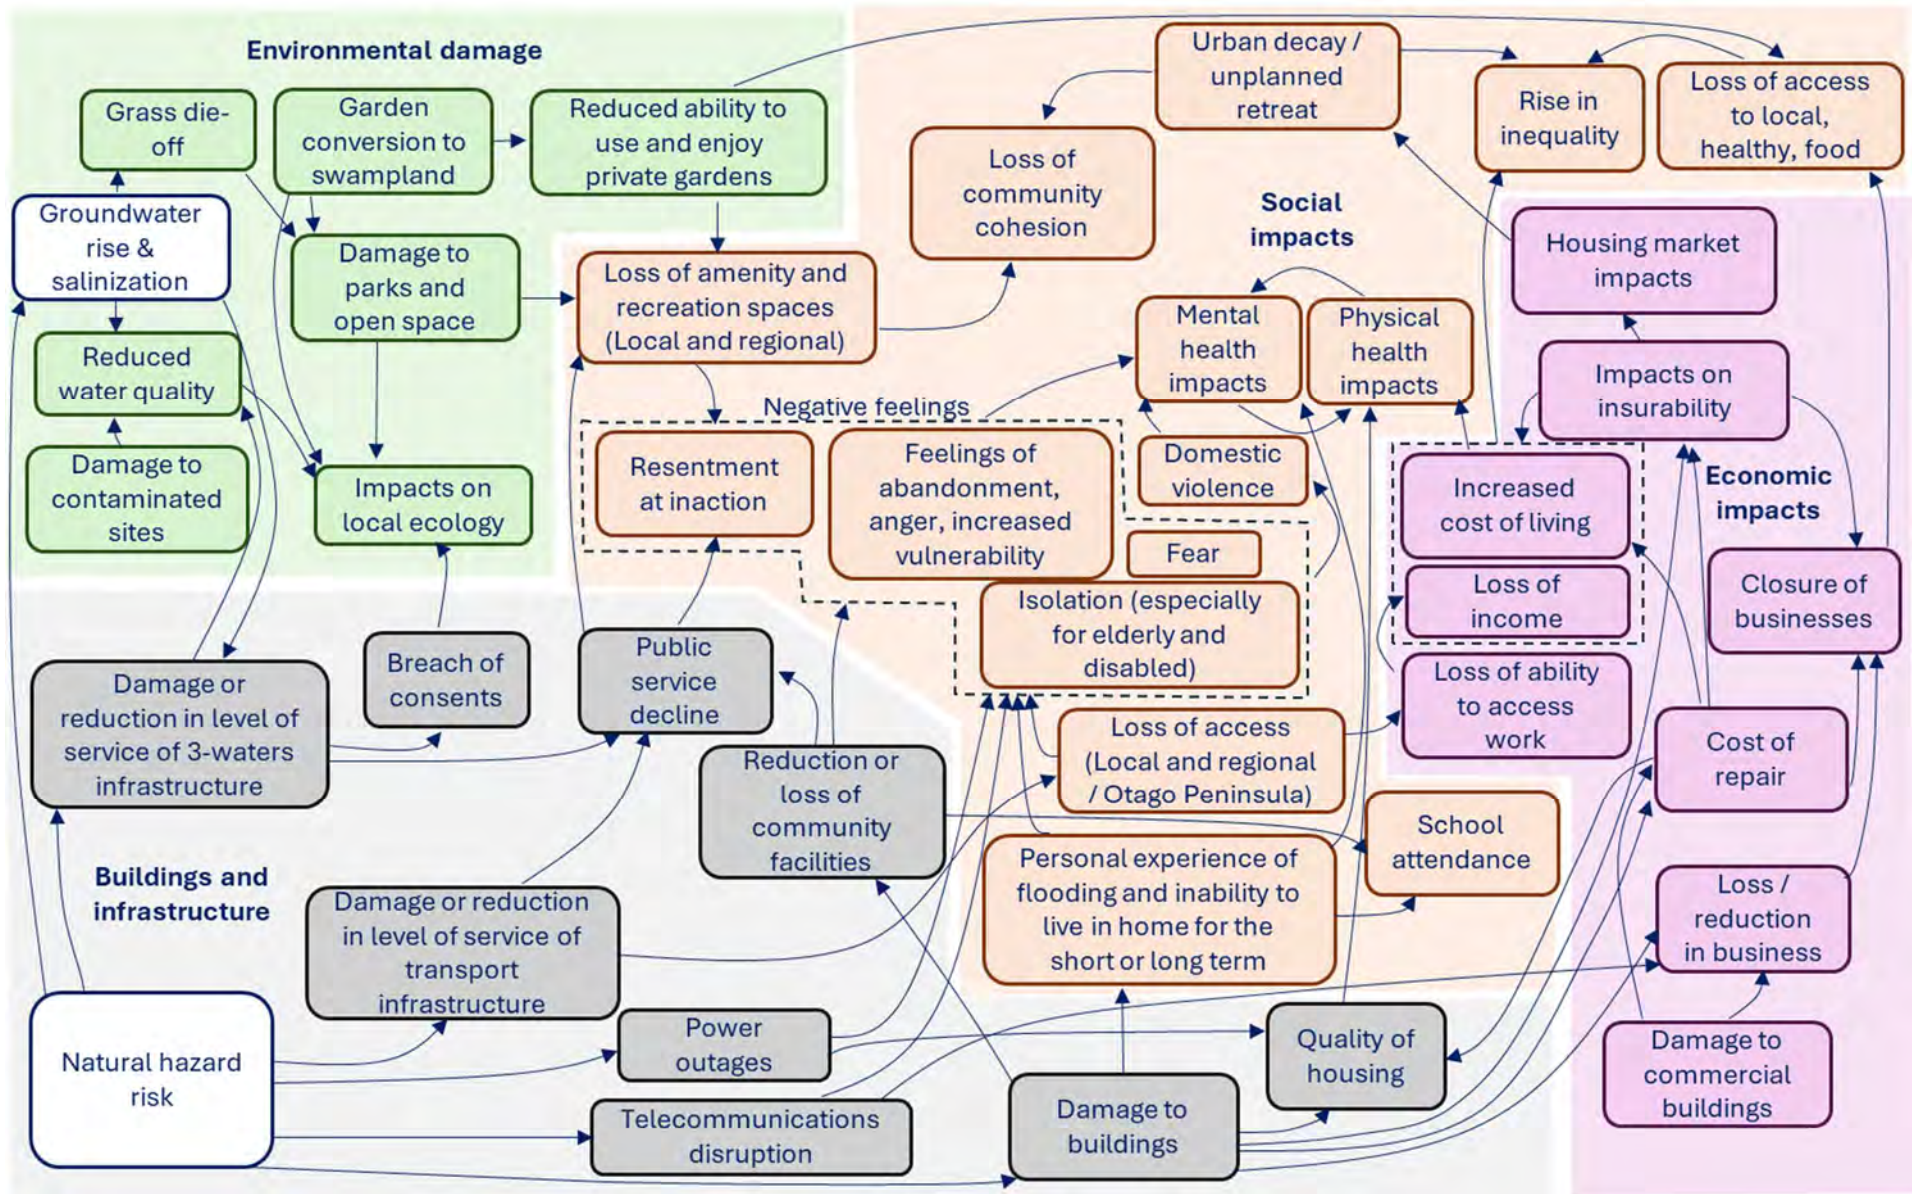 Environmental damage
Grass die-
off
Garden
conversion to
swampland
Reduced ability to
use and enjoy
private gardens
Groundwater
rise &
salinization
Damage to
parks and
open space
Reduced
water quality
Damage to
contaminated
sites
Impacts on
local ecology
Urban decay /
unplanned
retreat
Rise in
inequality
Loss of access
to local,
healthy, food
Loss of
community
cohesion
Social
impacts
Loss of amenity and
recreation spaces
(Local and regional)
Mental
health
impacts
Physical
health
impacts
Negative feelings
Resentment
at inaction
Feelings of
abandonment,
anger, increased
vulnerability
Domestic
violence
Fear
Isolation (especially
for elderly and
disabled)
Loss of access
(Local and regional
/ Otago Peninsula)
Personal experience of
flooding and inability to
live in home for the
short or long term
School
attendance
Housing market
impacts
Impacts on
insurability
Economic
impacts
Increased
cost of living
Loss of
income
Closure of
businesses
Loss of ability
to access
work
Cost of
repair
Loss /
reduction
in business
Damage to
commercial
buildings
Buildings and
infrastructure
Damage or
reduction in level of
service of 3-waters
infrastructure
Breach of
consents
Public
service
decline
Reduction or
loss of
community
facilities
Damage or reduction
in level of service of
transport
infrastructure
Natural hazard
risk
Power
outages
Telecommunications
disruption
Damage to
buildings
Quality of
housing